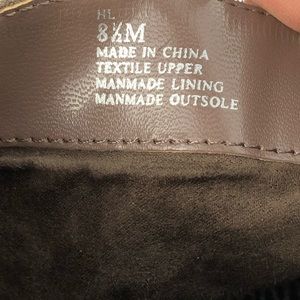 HL
8½M
MADE IN CHINA
TEXTILE UPPER
MANMADE LINING
MANMADE OUTSOLE